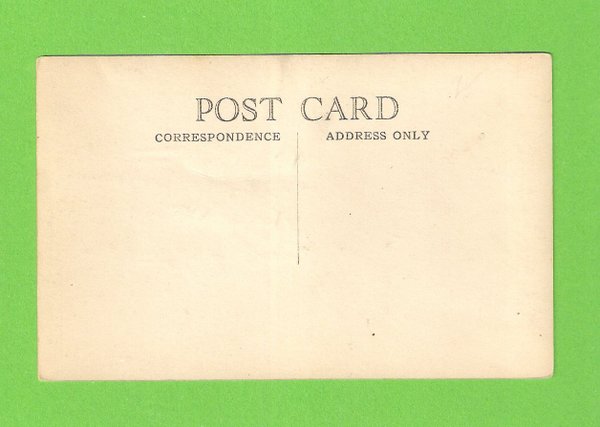 POST CARD
CORRESPONDENCE ADDRESS ONLY